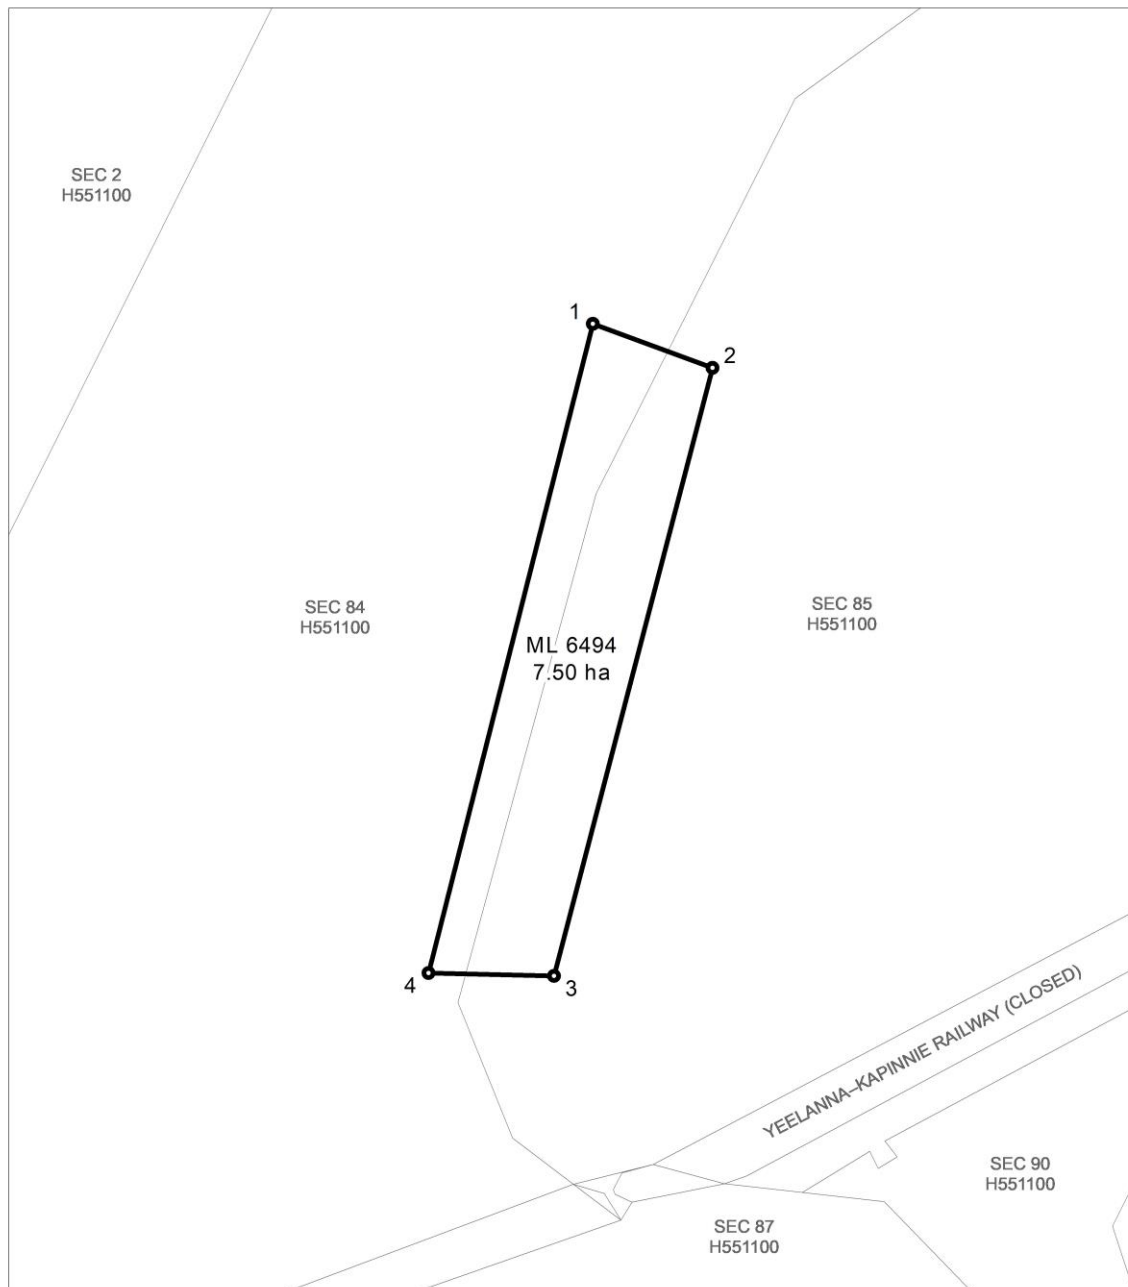 SEC 2
H551100
1
2
SEC 84
H551100
SEC 85
H551100
ML 6494
7.50 ha
4
3
YEELANNA–KAPINNIE RAILWAY (CLOSED)
SEC 90
H551100
SEC 87
H551100